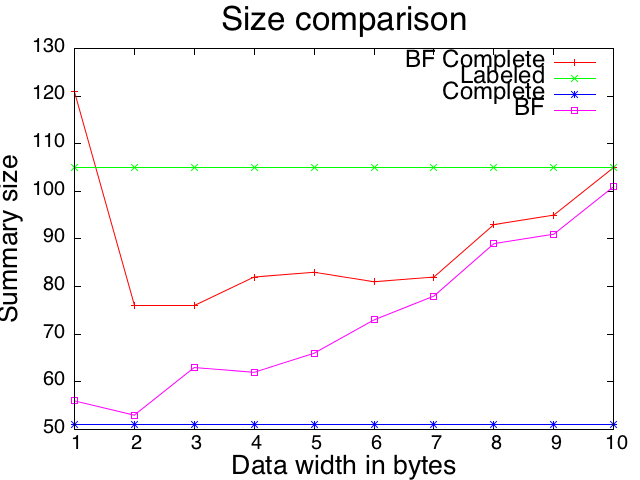 Size comparison
130
120
110
100
90
80
70
60
50
Summary size
BF Complete
Labeled
Complete
BF
1 2 3 4 5 6 7 8 9 10
Data width in bytes